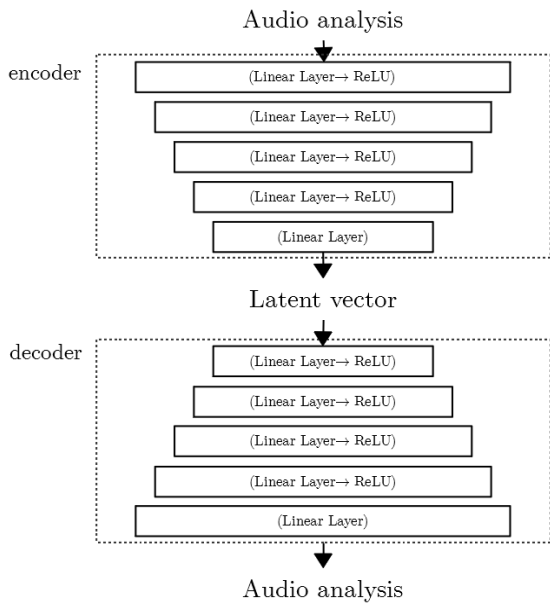 Audio analysis
encoder
(Linear Layer→ ReLU)
(Linear Layer→ ReLU)
(Linear Layer→ ReLU)
(Linear Layer→ ReLU)
(Linear Layer)
Latent vector
decoder
(Linear Layer→ ReLU)
(Linear Layer→ ReLU)
(Linear Layer→ ReLU)
(Linear Layer→ ReLU)
(Linear Layer)
Audio analysis